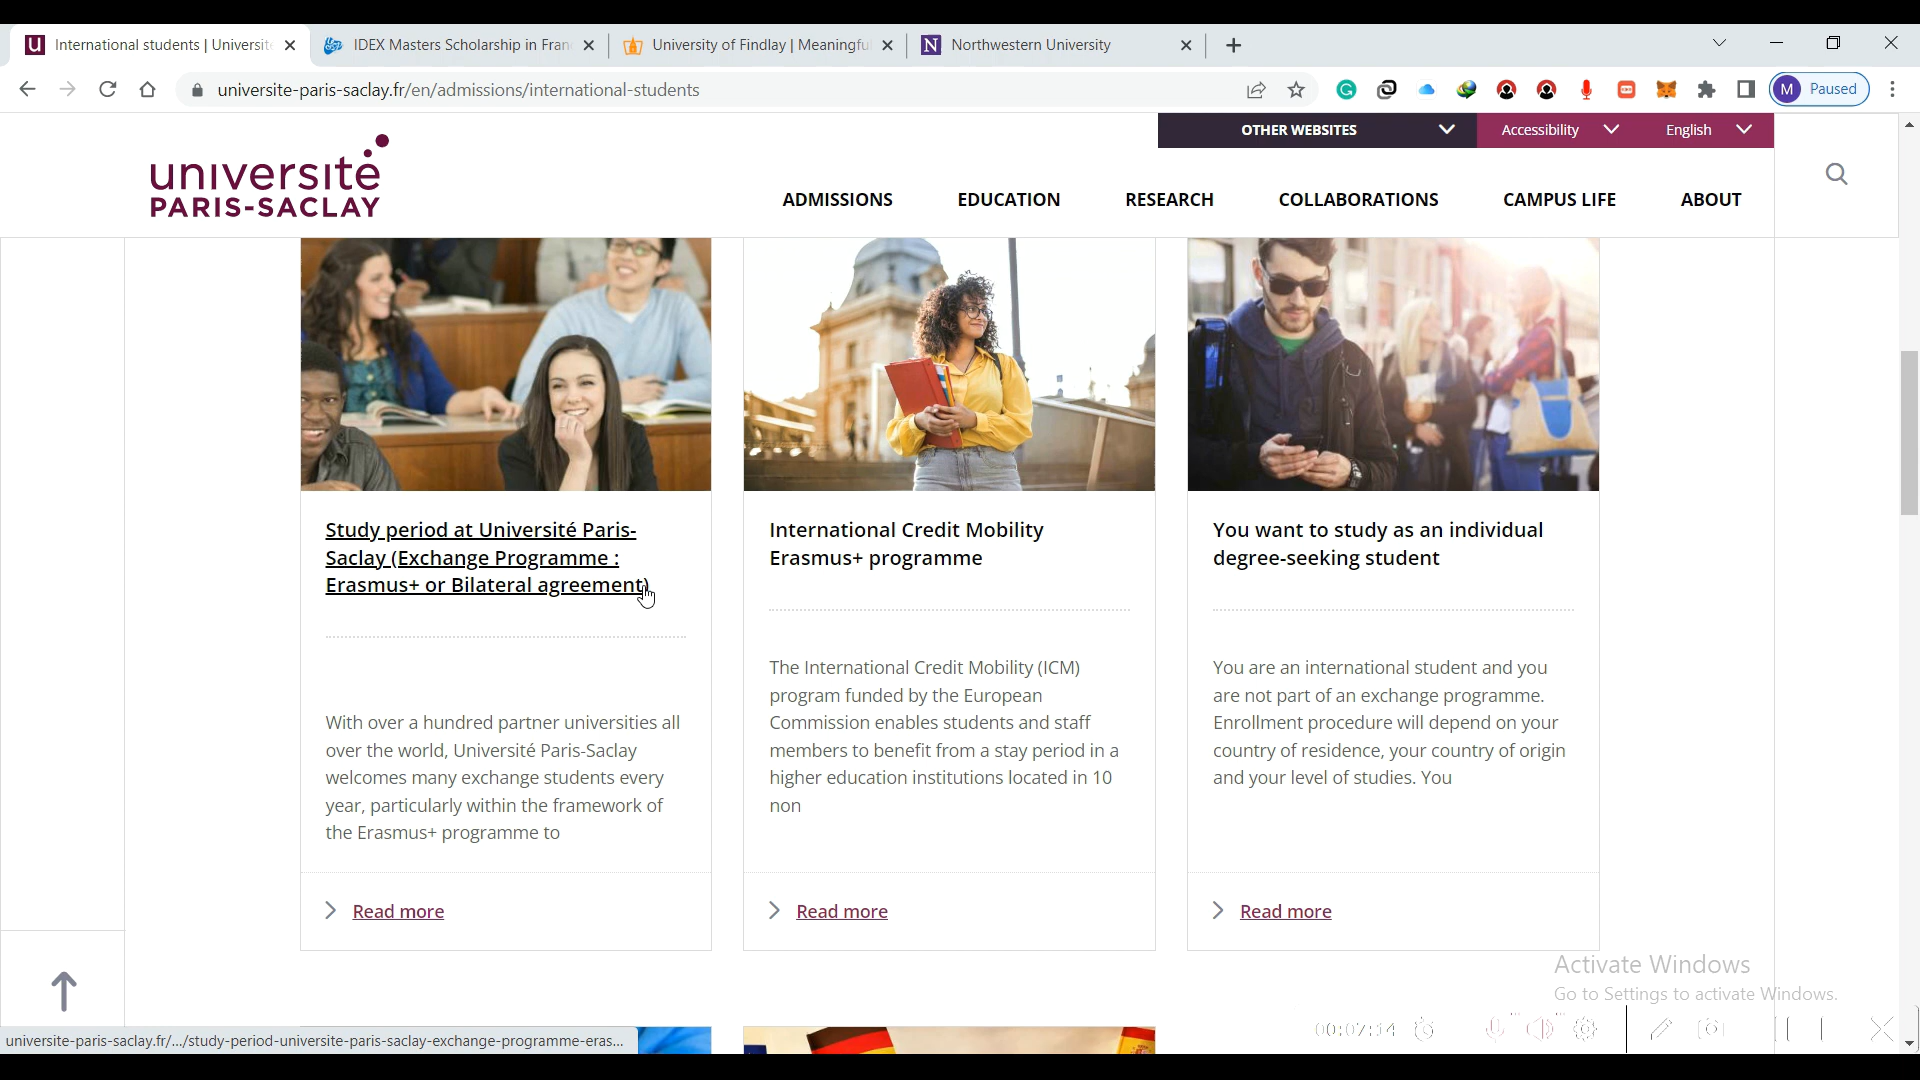 International students | Universit
IDEX Masters Scholarship in Fran
University of Findlay | Meaningfu
Northwestern University
universite-paris-saclay.fr/en/admissions/international-students
M Paused
OTHER WEBSITES
Accessibility
English
université
PARIS-SACLAY
ADMISSIONS
EDUCATION
RESEARCH
COLLABORATIONS
CAMPUS LIFE
ABOUT
Study period at Université Paris-
Saclay (Exchange Programme :
Erasmus+ or Bilateral agreement)
With over a hundred partner universities all
over the world, Université Paris-Saclay
welcomes many exchange students every
year, particularly within the framework of
the Erasmus+ programme to
Read more
International Credit Mobility
Erasmus+ programme
The International Credit Mobility (ICM)
program funded by the European
Commission enables students and staff
members to benefit from a stay period in a
higher education institutions located in 10
non
Read more
You want to study as an individual
degree-seeking student
You are an international student and you
are not part of an exchange programme.
Enrollment procedure will depend on your
country of residence, your country of origin
and your level of studies. You
Read more
Activate Windows
Go to Settings to activate Windows.
00:07:14
universite-paris-saclay.fr/.../study-period-universite-paris-saclay-exchange-programme-eras...